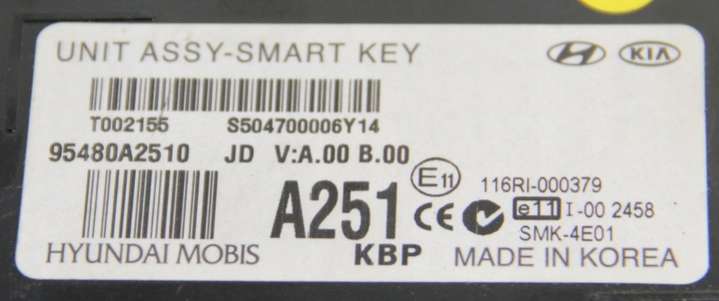 UNIT ASSY-SMART KEY KIA
T002155 S504700006Y14
95480A2510 JD V:A.00 B.00
E11 116RI-000379
A251 CE e11 I-00 2458
SMK-4E01
HYUNDAI MOBIS KBP MADE IN KOREA